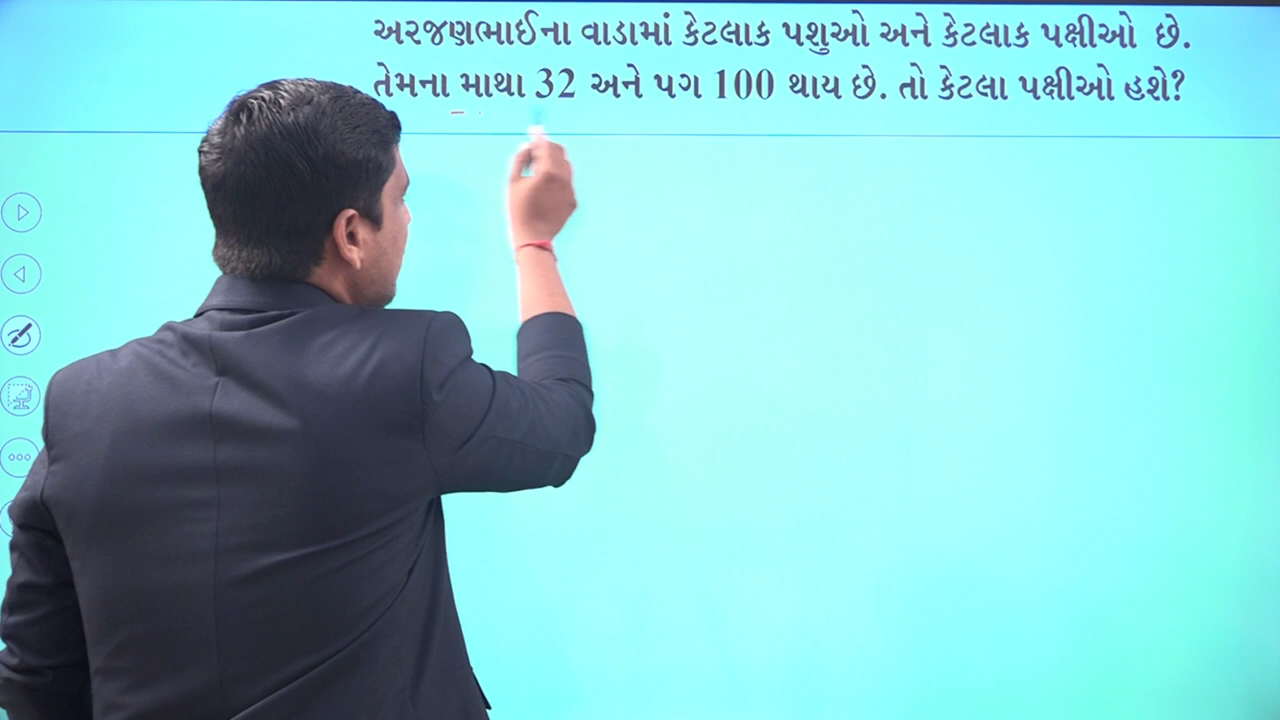 અરજણભાઈના વાડામાં કેટલાક પશુઓ અને કેટલાક પક્ષીઓ છે.
તેમના માથા 32 અને પગ 100 થાય છે. તો કેટલા પક્ષીઓ હશે?